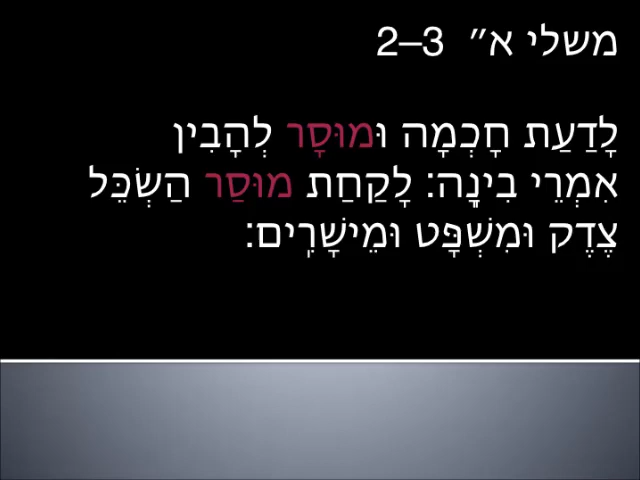 משלי א״ 2–3
לָדַעַת חָכְמָה וּמוּסָר לְהָבִין
אִמְרֵי בִינָֽה: לָקַחַת מוּסַר הַשְׂכֵּל
צֶדֶק וּמִשְׁפָּט וּמֵישָׁרִֽים: